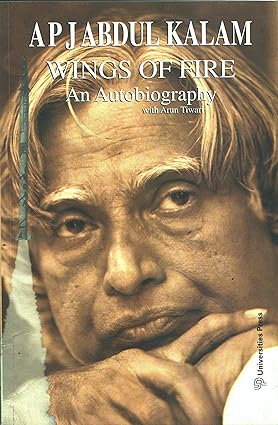 A P J ABDUL KALAM
WINGS OF FIRE
An Autobiography
with Arun Tiwari
Universities Press